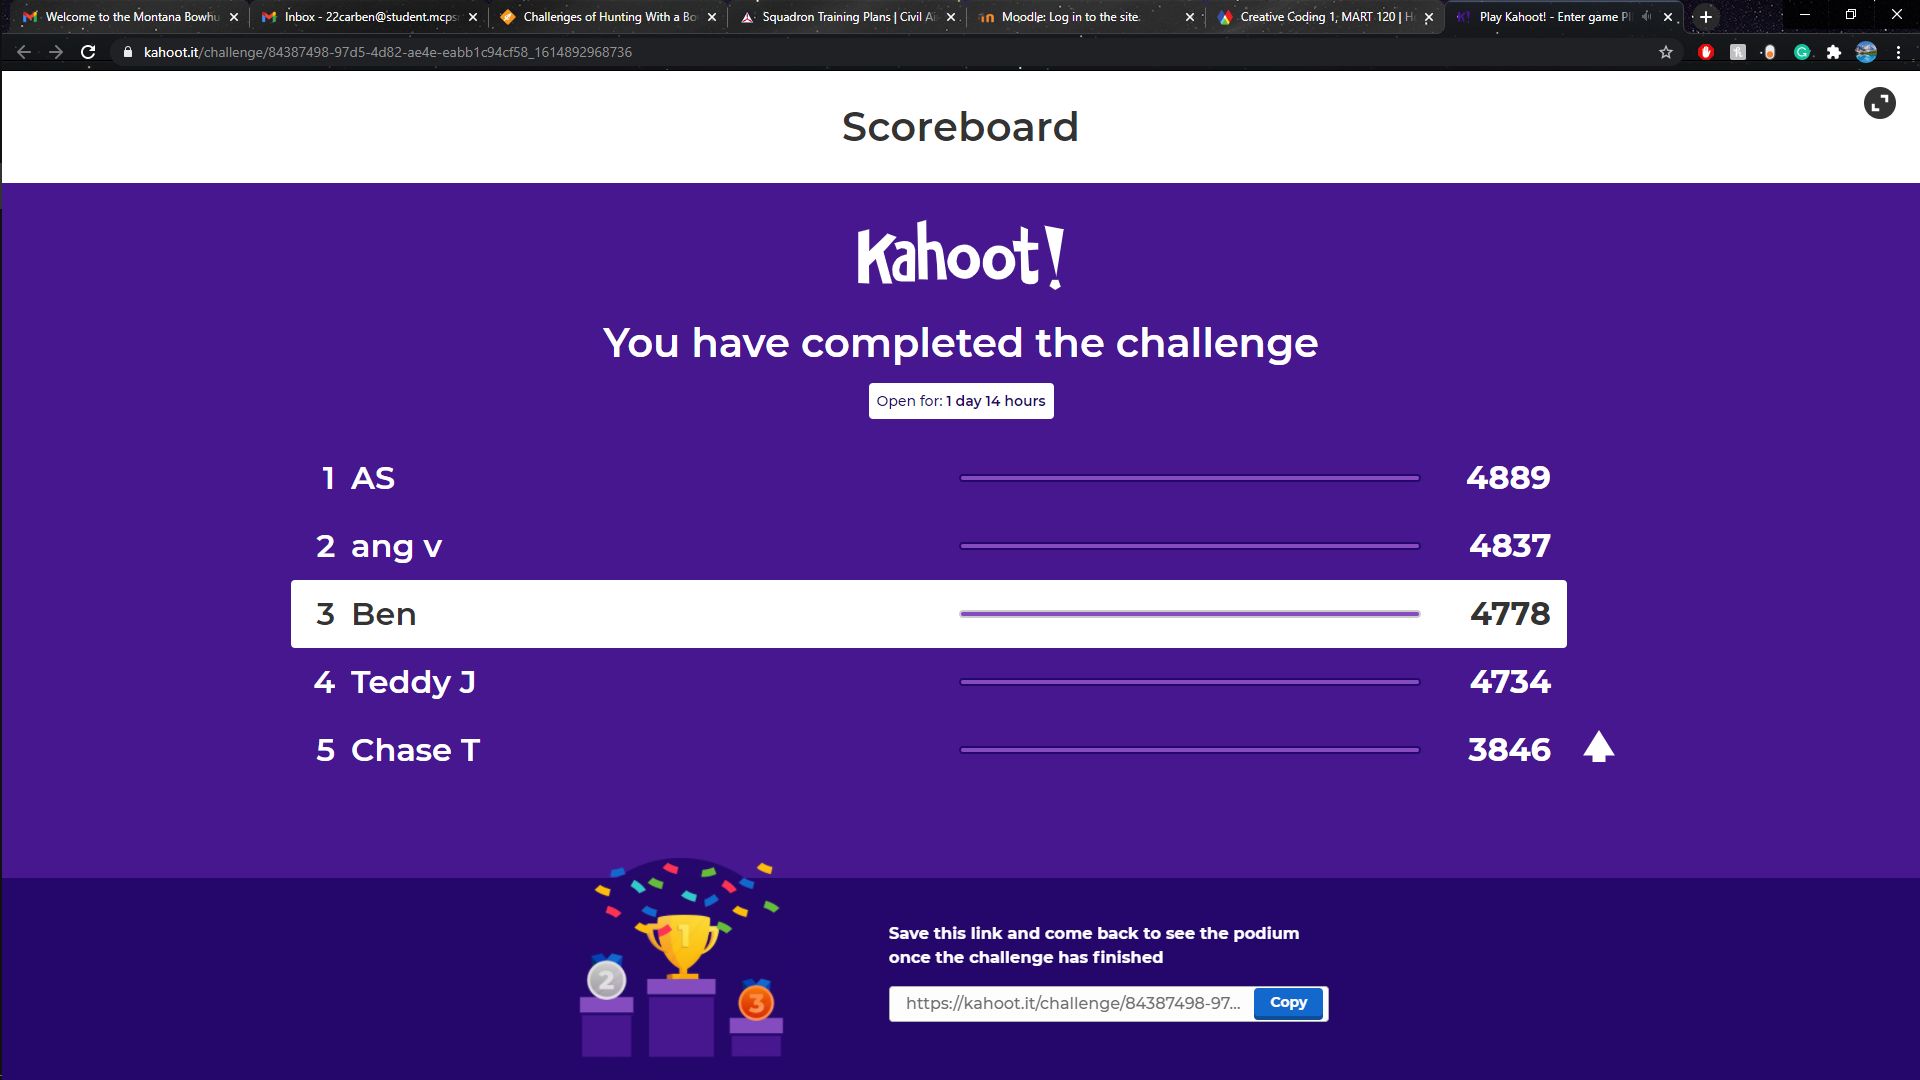 Welcome to the Montana Bowhu
Inbox - 22carben@student.mcps
Challenges of Hunting With a Bo
Squadron Training Plans | Civil Ai
Moodle: Log in to the site
Creative Coding 1, MART 120 | H
Play Kahoot! - Enter game PI
kahoot.it/challenge/84387498-97d5-4d82-ae4e-eabb1c94cf58_1614892968736
Scoreboard
Kahoot!
You have completed the challenge
Open for: 1 day 14 hours
1 AS 4889
2 ang v 4837
3 Ben 4778
4 Teddy J 4734
5 Chase T 3846
1
2
3
Save this link and come back to see the podium
once the challenge has finished
https://kahoot.it/challenge/84387498-97... Copy